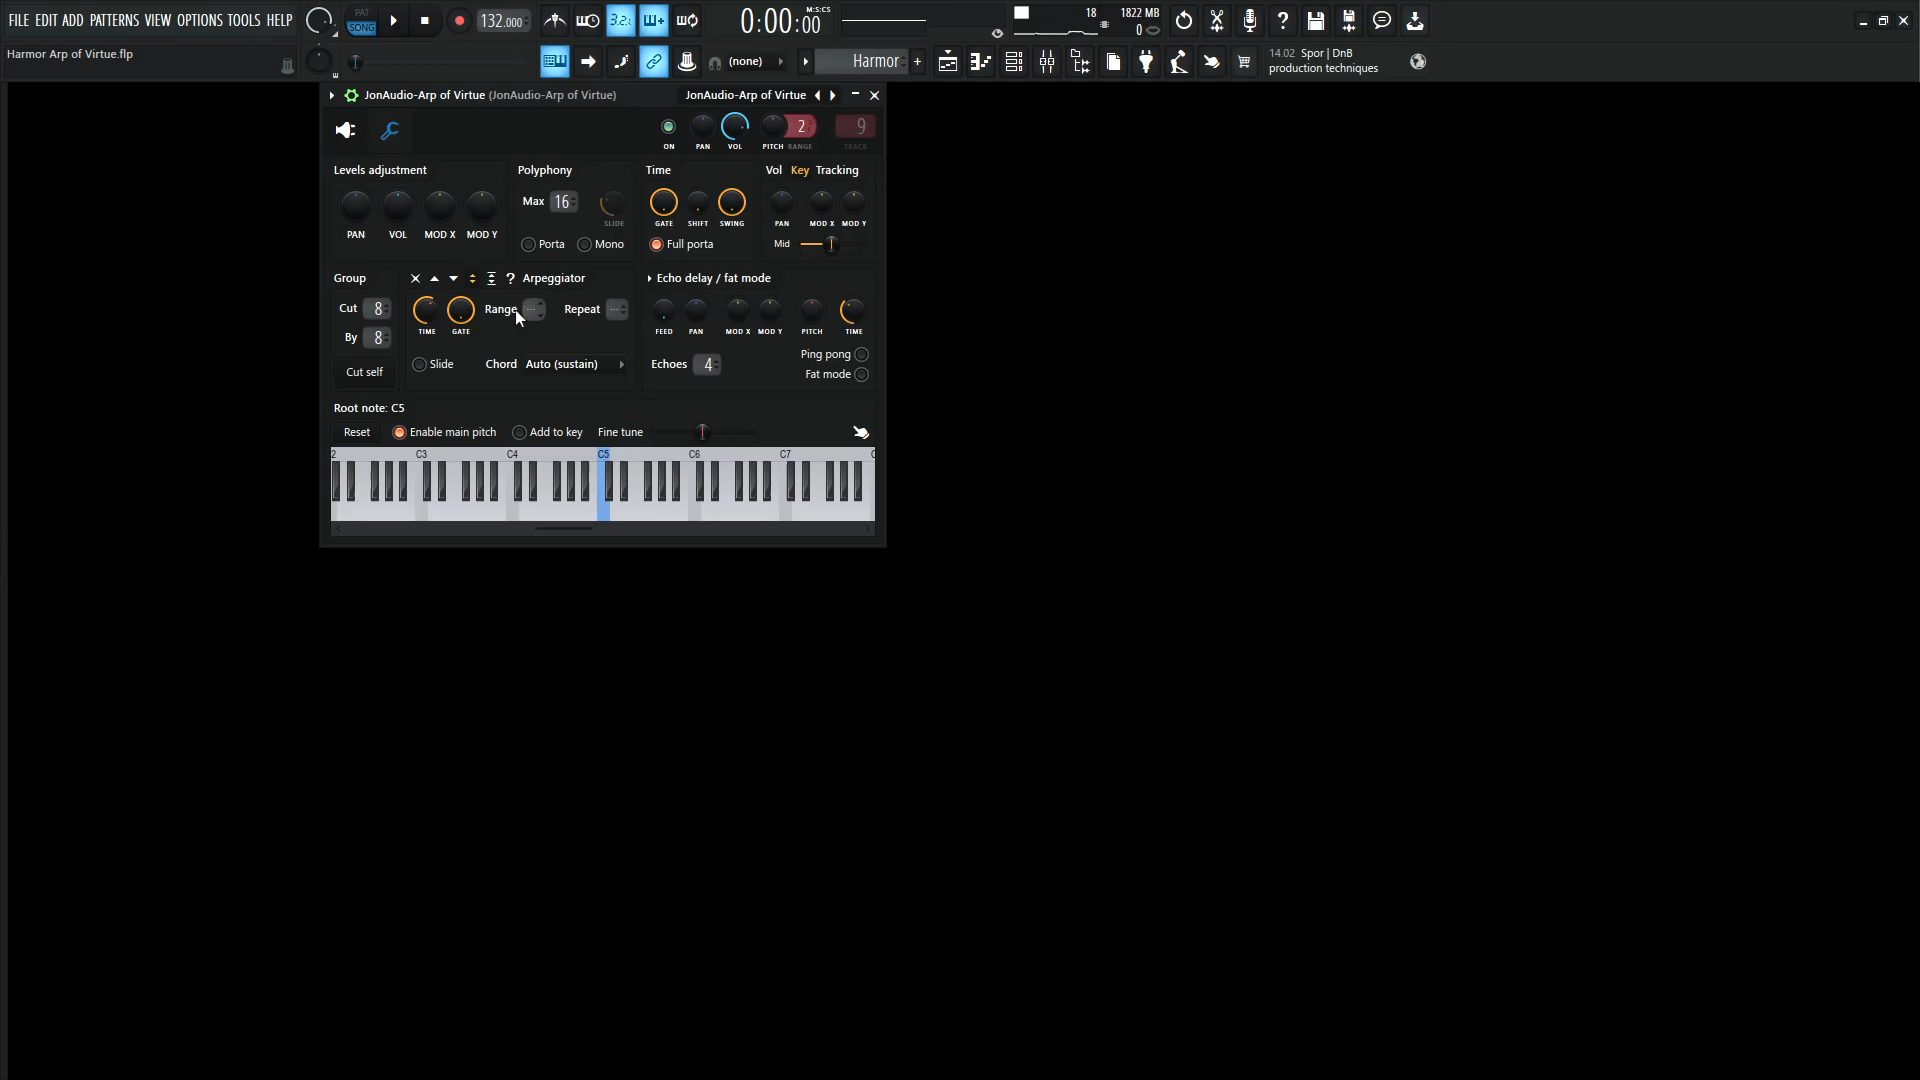 FILE EDIT ADD PATTERNS VIEW OPTIONS TOOLS HELP
PAT
SONG
132.000
3.2.
0:00:00
M:S:CS
18
1822 MB
0
Harmor Arp of Virtue.flp
(none)
Harmor
14.02 Spor | DnB
production techniques
JonAudio-Arp of Virtue (JonAudio-Arp of Virtue)
JonAudio-Arp of Virtue
2
9
ON PAN VOL PITCH RANGE TRACK
Levels adjustment
PAN VOL MOD X MOD Y
Polyphony
Max 16
SLIDE
Porta Mono
Time
GATE SHIFT SWING
Full porta
Vol Key Tracking
PAN MOD X MOD Y
Mid
Group
Cut 8
By 8
Cut self
? Arpeggiator
TIME GATE
Range
Repeat
Slide
Chord Auto (sustain)
Echo delay / fat mode
FEED PAN MOD X MOD Y PITCH TIME
Echoes 4
Ping pong
Fat mode
Root note: C5
Reset Enable main pitch Add to key Fine tune
2 C3 C4 C5 C6 C7